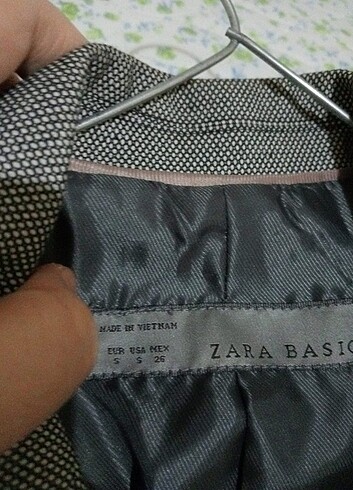 MADE IN VIETNAM
EUR USA MEX
S S 26
ZARA BASIC